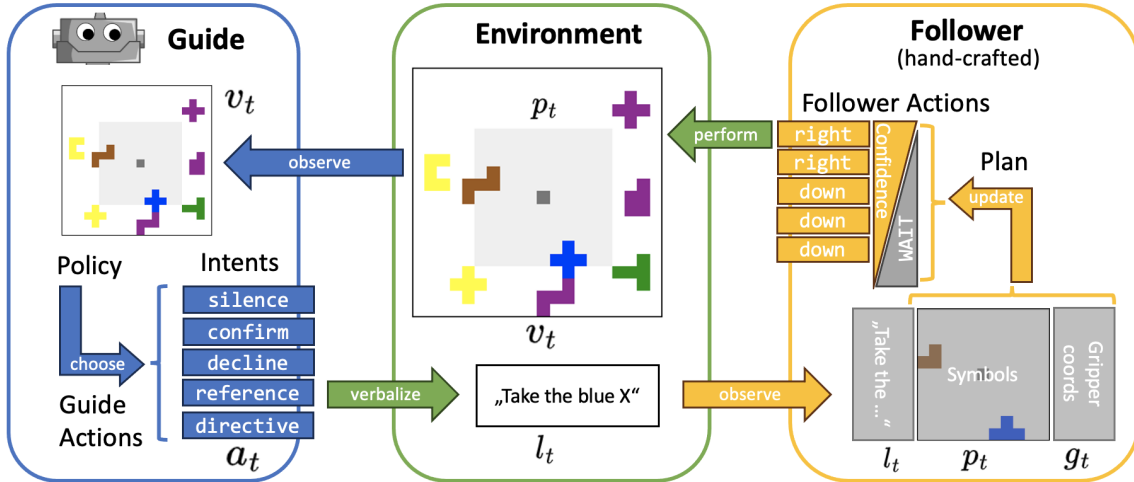 Guide
v_t
observe
Policy
choose
Guide
Actions
Intents
silence
confirm
decline
reference
directive
a_t
verbalize
Environment
p_t
v_t
„Take the blue X“
l_t
perform
observe
Follower
(hand-crafted)
Follower Actions
right
right
down
down
down
Confidence
WAIT
Plan
update
„Take the
... “
Symbols
Gripper
coords
l_t
p_t
g_t